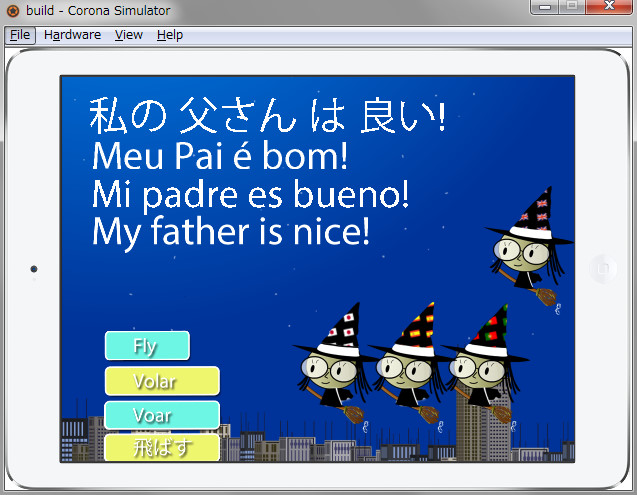 build - Corona Simulator
File Hardware View Help
私の 父さん は 良い!
Meu Pai é bom!
Mi padre es bueno!
My father is nice!
Fly
Volar
Voar
飛ばす